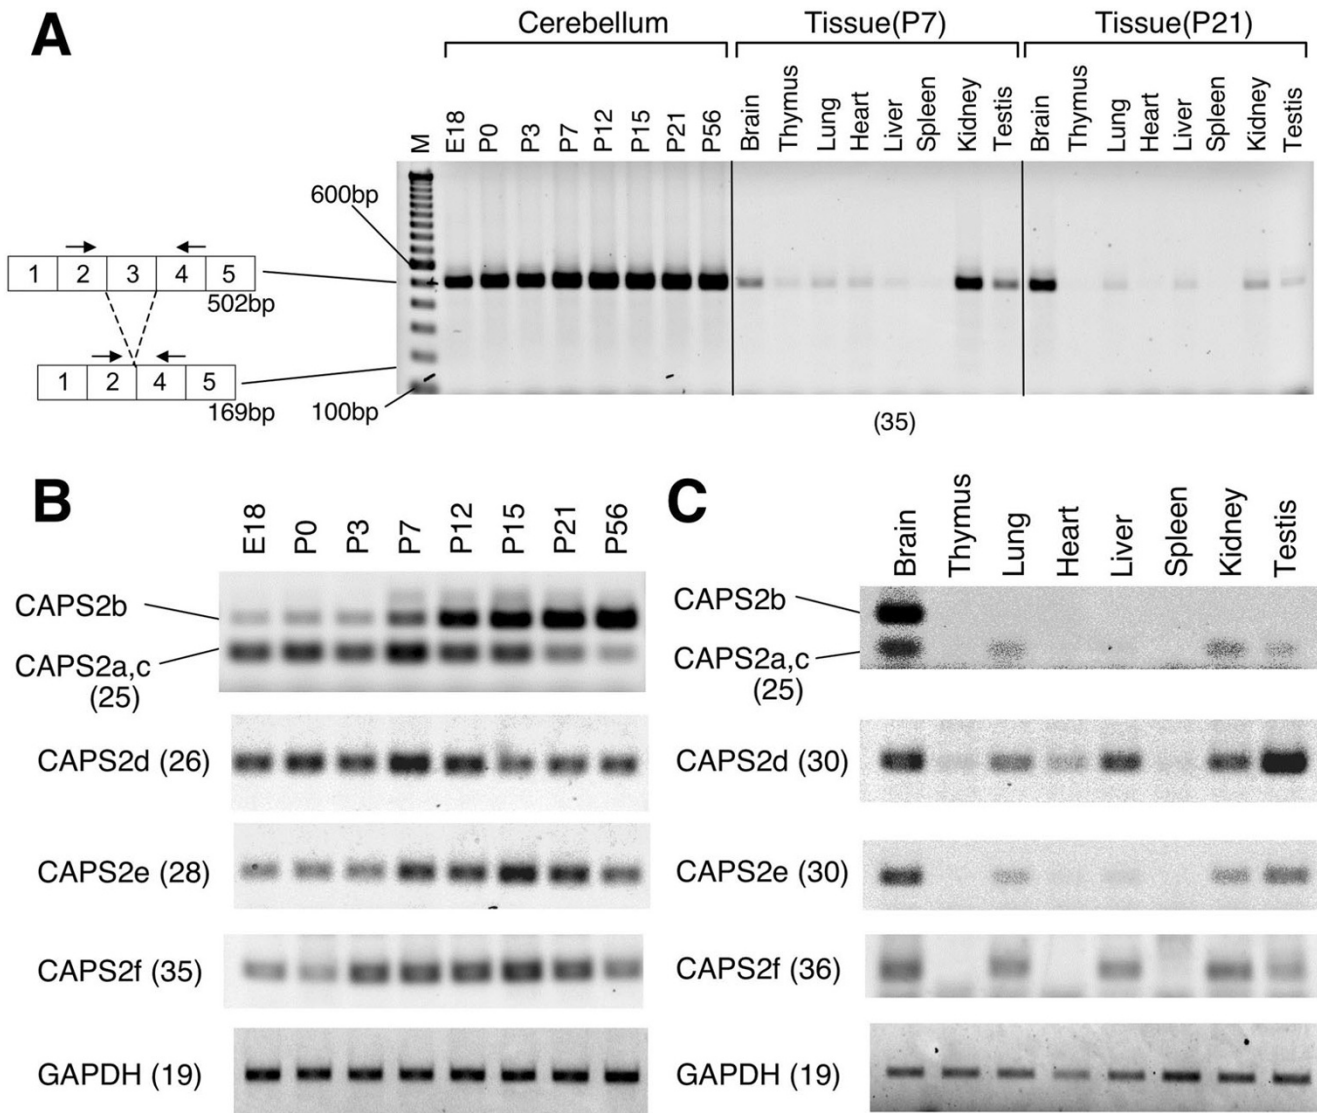 A
Cerebellum Tissue(P7) Tissue(P21)
M E18 P0 P3 P7 P12 P15 P21 P56 Brain Thymus Lung Heart Liver Spleen Kidney Testis Brain Thymus Lung Heart Liver Spleen Kidney Testis
600bp
1 2 3 4 5
502bp
1 2 4 5
169bp
100bp
(35)
B
E18 P0 P3 P7 P12 P15 P21 P56
CAPS2b
CAPS2a,c
(25)
CAPS2d (26)
CAPS2e (28)
CAPS2f (35)
GAPDH (19)
C
Brain Thymus Lung Heart Liver Spleen Kidney Testis
CAPS2b
CAPS2a,c
(25)
CAPS2d (30)
CAPS2e (30)
CAPS2f (36)
GAPDH (19)